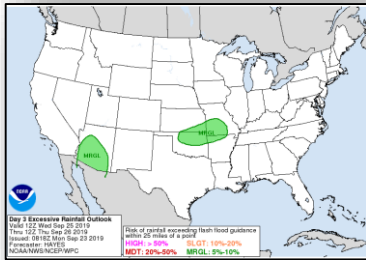 MRGL
MRGL
NOAA
Day 3 Excessive Rainfall Outlook
Valid 12Z Wed Sep 25 2019
Thru 12Z Thu Sep 26 2019
Issued: 0818Z Mon Sep 23 2019
Forecaster: HAYES
NOAA/NWS/NCEP/WPC
Risk of rainfall exceeding flash flood guidance
within 25 miles of a point
HIGH: > 50% SLGT: 10%-20%
MDT: 20%-50% MRGL: 5%-10%